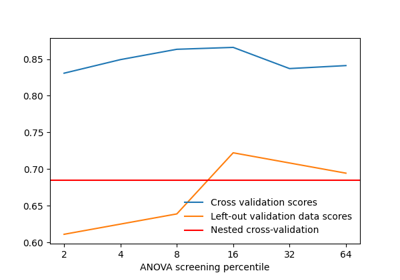 0.85
0.80
0.75
0.70
0.65
0.60
Cross validation scores
Left-out validation data scores
Nested cross-validation
2 4 8 16 32 64
ANOVA screening percentile